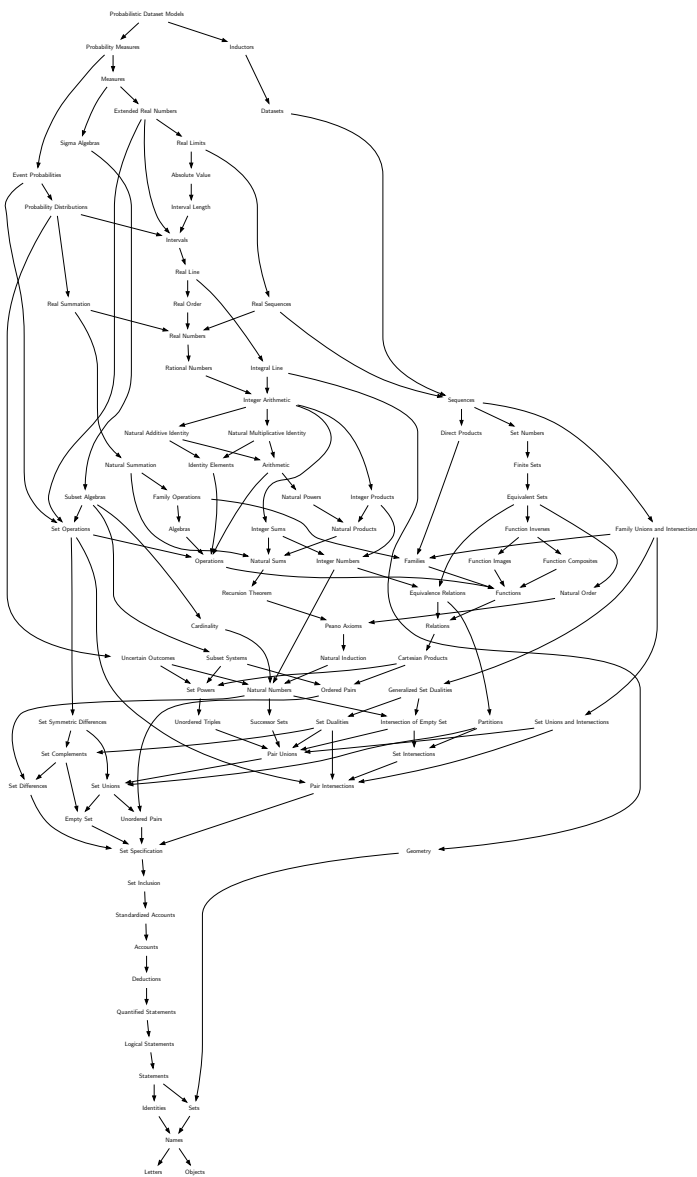 Probabilistic Dataset Models
Probability Measures
Inductors
Measures
Extended Real Numbers
Datasets
Sigma Algebras
Real Limits
Event Probabilities
Absolute Value
Probability Distributions
Interval Length
Intervals
Real Line
Real Summation
Real Order
Real Sequences
Real Numbers
Rational Numbers
Integral Line
Integer Arithmetic
Sequences
Natural Additive Identity
Natural Multiplicative Identity
Direct Products
Set Numbers
Natural Summation
Identity Elements
Arithmetic
Finite Sets
Subset Algebras
Family Operations
Natural Powers
Integer Products
Equivalent Sets
Set Operations
Algebras
Integer Sums
Natural Products
Function Inverses
Family Unions and Intersections
Operations
Natural Sums
Integer Numbers
Families
Function Images
Function Composites
Recursion Theorem
Equivalence Relations
Functions
Natural Order
Cardinality
Peano Axioms
Relations
Uncertain Outcomes
Subset Systems
Natural Induction
Cartesian Products
Set Powers
Natural Numbers
Ordered Pairs
Generalized Set Dualities
Set Symmetric Differences
Unordered Triples
Successor Sets
Set Dualities
Intersection of Empty Set
Partitions
Set Unions and Intersections
Set Complements
Pair Unions
Set Intersections
Set Differences
Set Unions
Pair Intersections
Empty Set
Unordered Pairs
Set Specification
Geometry
Set Inclusion
Standardized Accounts
Accounts
Deductions
Quantified Statements
Logical Statements
Statements
Identities
Sets
Names
Letters
Objects